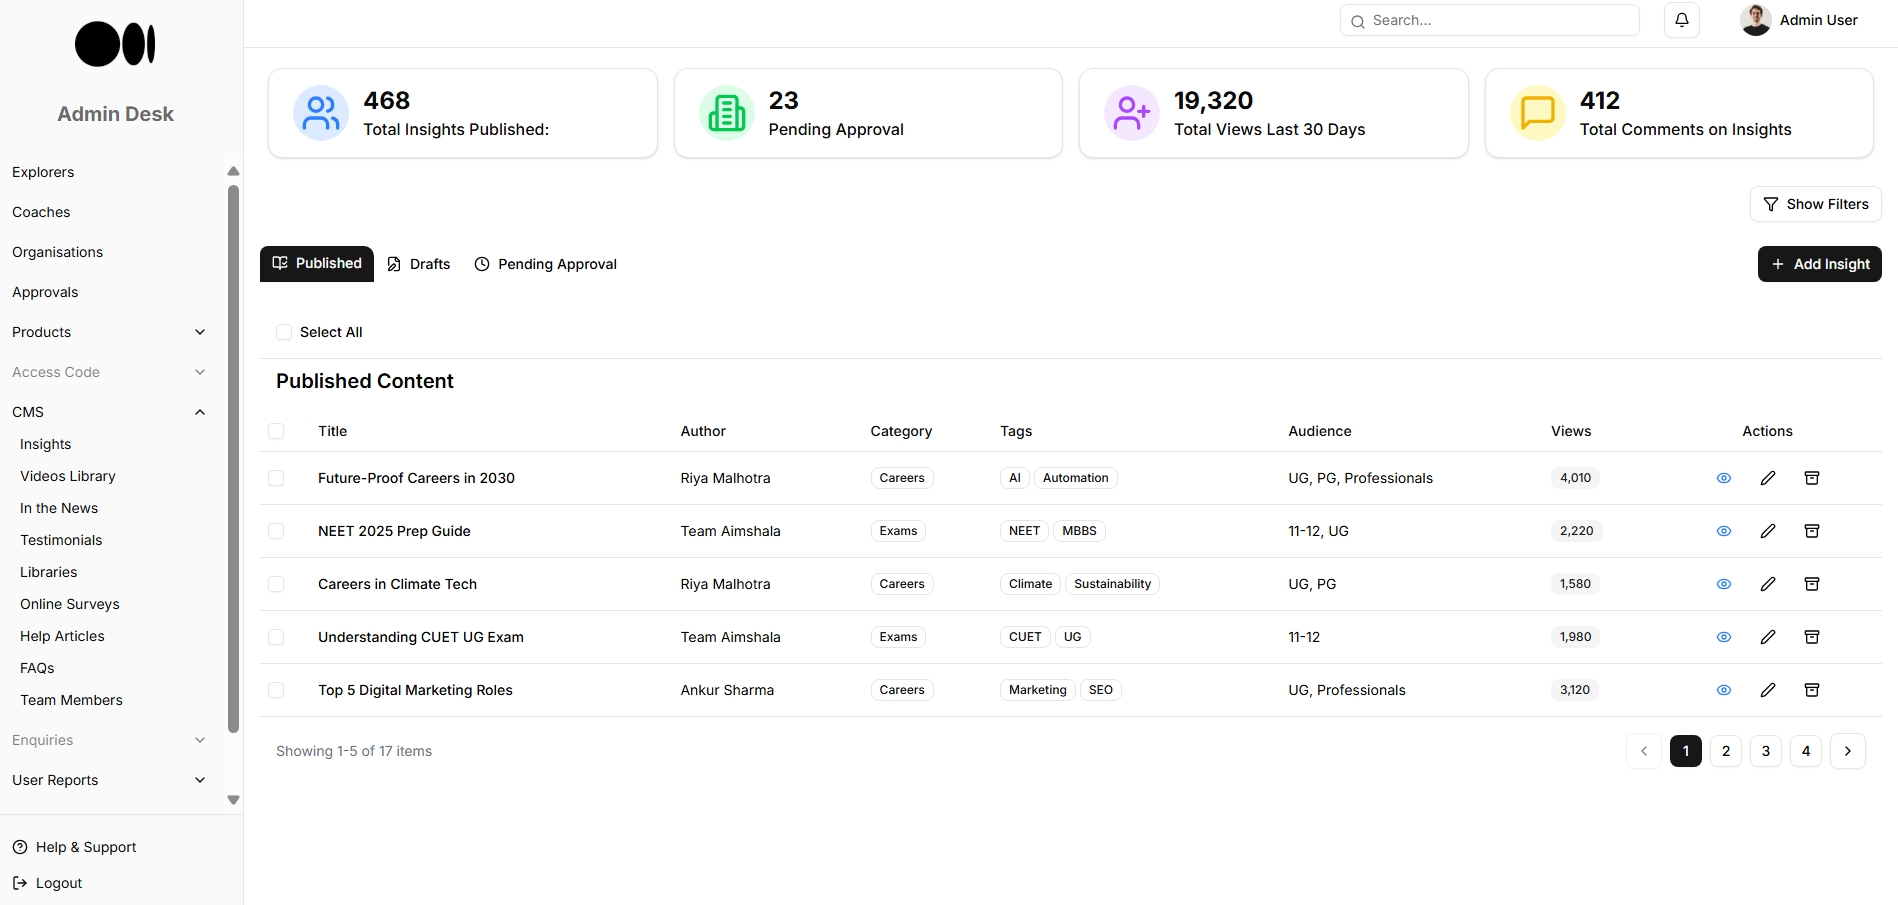 Search...
Admin User
Admin Desk
Explorers
Coaches
Organisations
Approvals
Products
Access Code
CMS
Insights
Videos Library
In the News
Testimonials
Libraries
Online Surveys
Help Articles
FAQs
Team Members
Enquiries
User Reports
Help & Support
Logout
468
Total Insights Published:
23
Pending Approval
19,320
Total Views Last 30 Days
412
Total Comments on Insights
Show Filters
Published Drafts Pending Approval
Add Insight
Select All
Published Content
Title Author Category Tags Audience Views Actions
Future-Proof Careers in 2030 Riya Malhotra Careers AI Automation UG, PG, Professionals 4,010
NEET 2025 Prep Guide Team Aimshala Exams NEET MBBS 11-12, UG 2,220
Careers in Climate Tech Riya Malhotra Careers Climate Sustainability UG, PG 1,580
Understanding CUET UG Exam Team Aimshala Exams CUET UG 11-12 1,980
Top 5 Digital Marketing Roles Ankur Sharma Careers Marketing SEO UG, Professionals 3,120
Showing 1-5 of 17 items
1 2 3 4